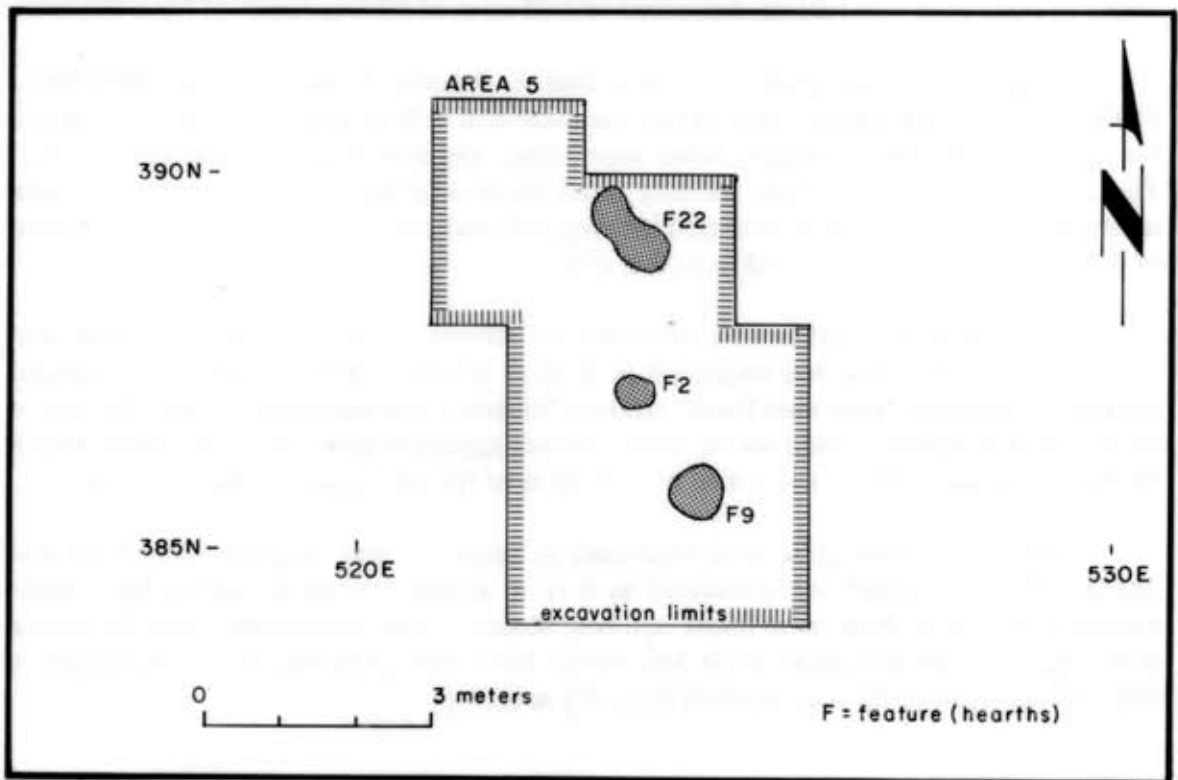 AREA 5
390N
F22
F2
F9
385N
520E
530E
excavation limits
0
3 meters
F = feature (hearths)
N